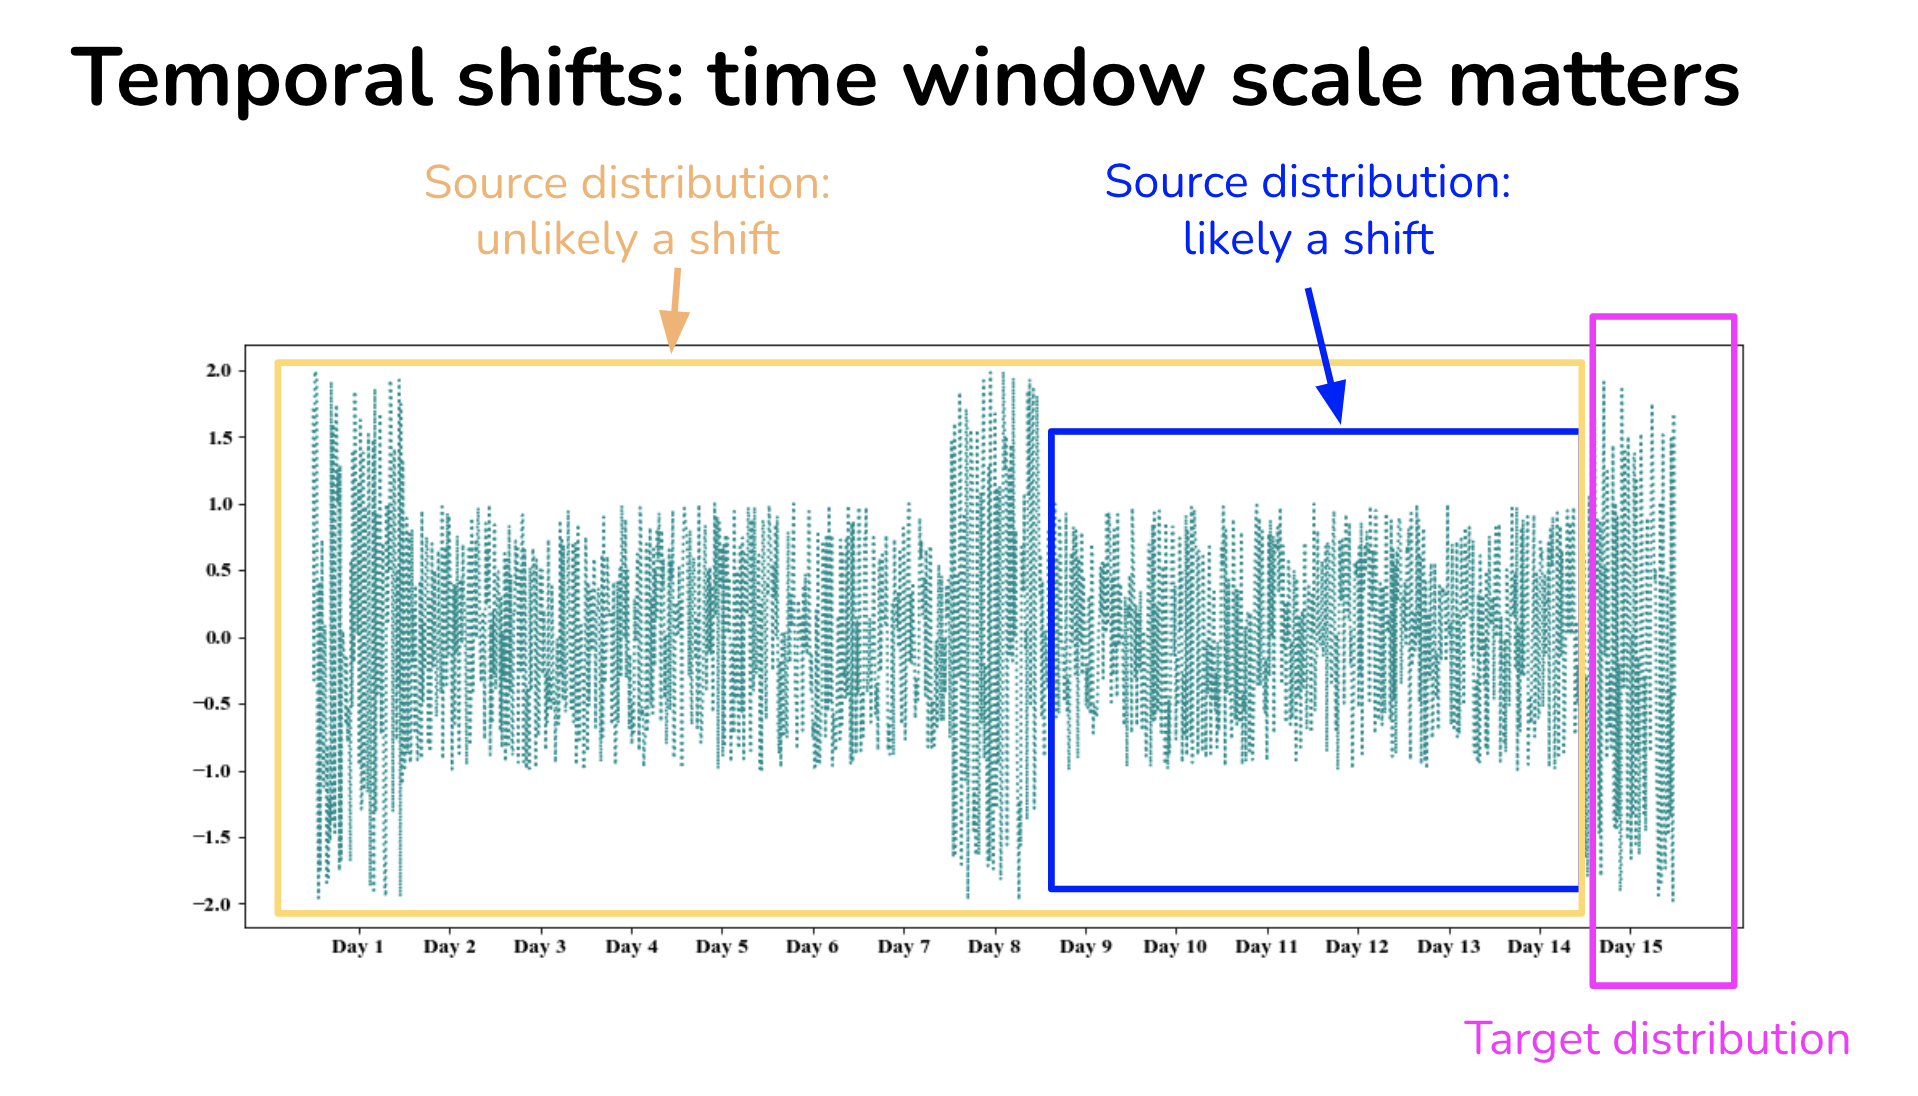 Temporal shifts: time window scale matters
Source distribution:
unlikely a shift
Source distribution:
likely a shift
2.0
1.5
1.0
0.5
0.0
−0.5
−1.0
−1.5
−2.0
Day 1 Day 2 Day 3 Day 4 Day 5 Day 6 Day 7 Day 8 Day 9 Day 10 Day 11 Day 12 Day 13 Day 14 Day 15
Target distribution